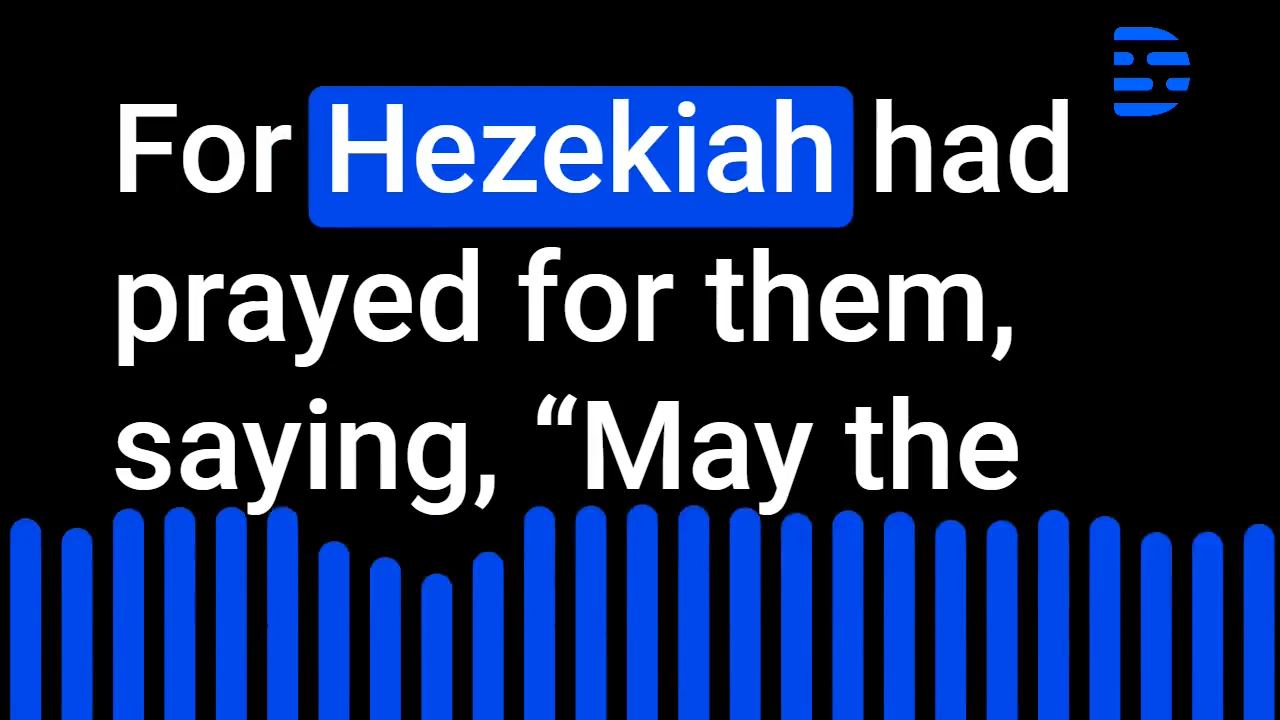 For Hezekiah had
prayed for them,
saying, “May the